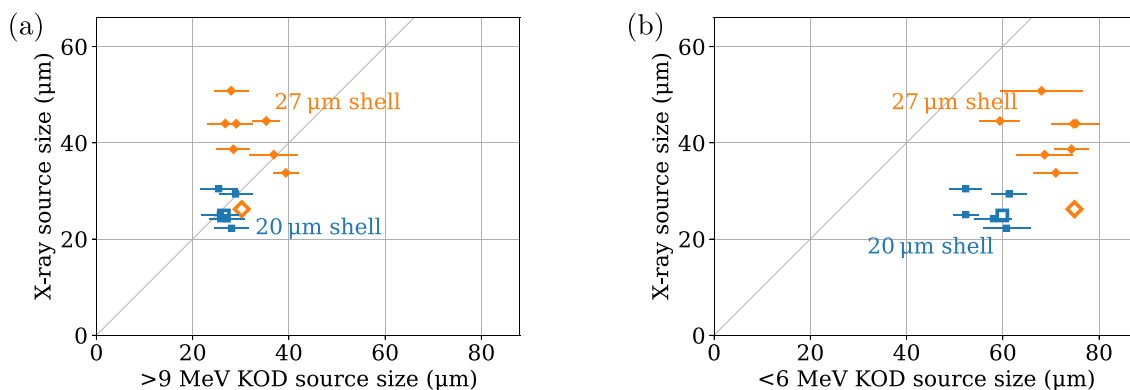 (a)
X-ray source size (µm)
60
40
20
0
27 µm shell
20 µm shell
0 20 40 60 80
>9 MeV KOD source size (µm)
(b)
X-ray source size (µm)
60
40
20
0
27 µm shell
20 µm shell
0 20 40 60 80
<6 MeV KOD source size (µm)